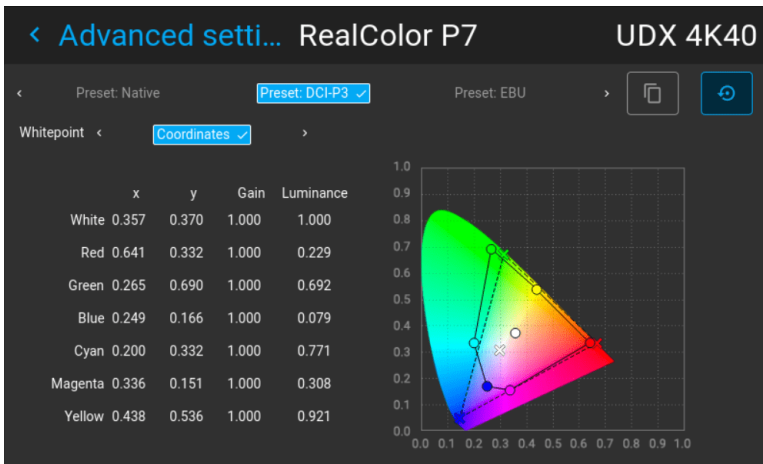 ‹ Advanced setti... RealColor P7 UDX 4K40
‹ Preset: Native Preset: DCI-P3 ✓ Preset: EBU ›
Whitepoint ‹ Coordinates ✓ ›
x y Gain Luminance
White 0.357 0.370 1.000 1.000
Red 0.641 0.332 1.000 0.229
Green 0.265 0.690 1.000 0.692
Blue 0.249 0.166 1.000 0.079
Cyan 0.200 0.332 1.000 0.771
Magenta 0.336 0.151 1.000 0.308
Yellow 0.438 0.536 1.000 0.921
1.0
0.9
0.8
0.7
0.6
0.5
0.4
0.3
0.2
0.1
0.0
0.0 0.1 0.2 0.3 0.4 0.5 0.6 0.7 0.8 0.9 1.0